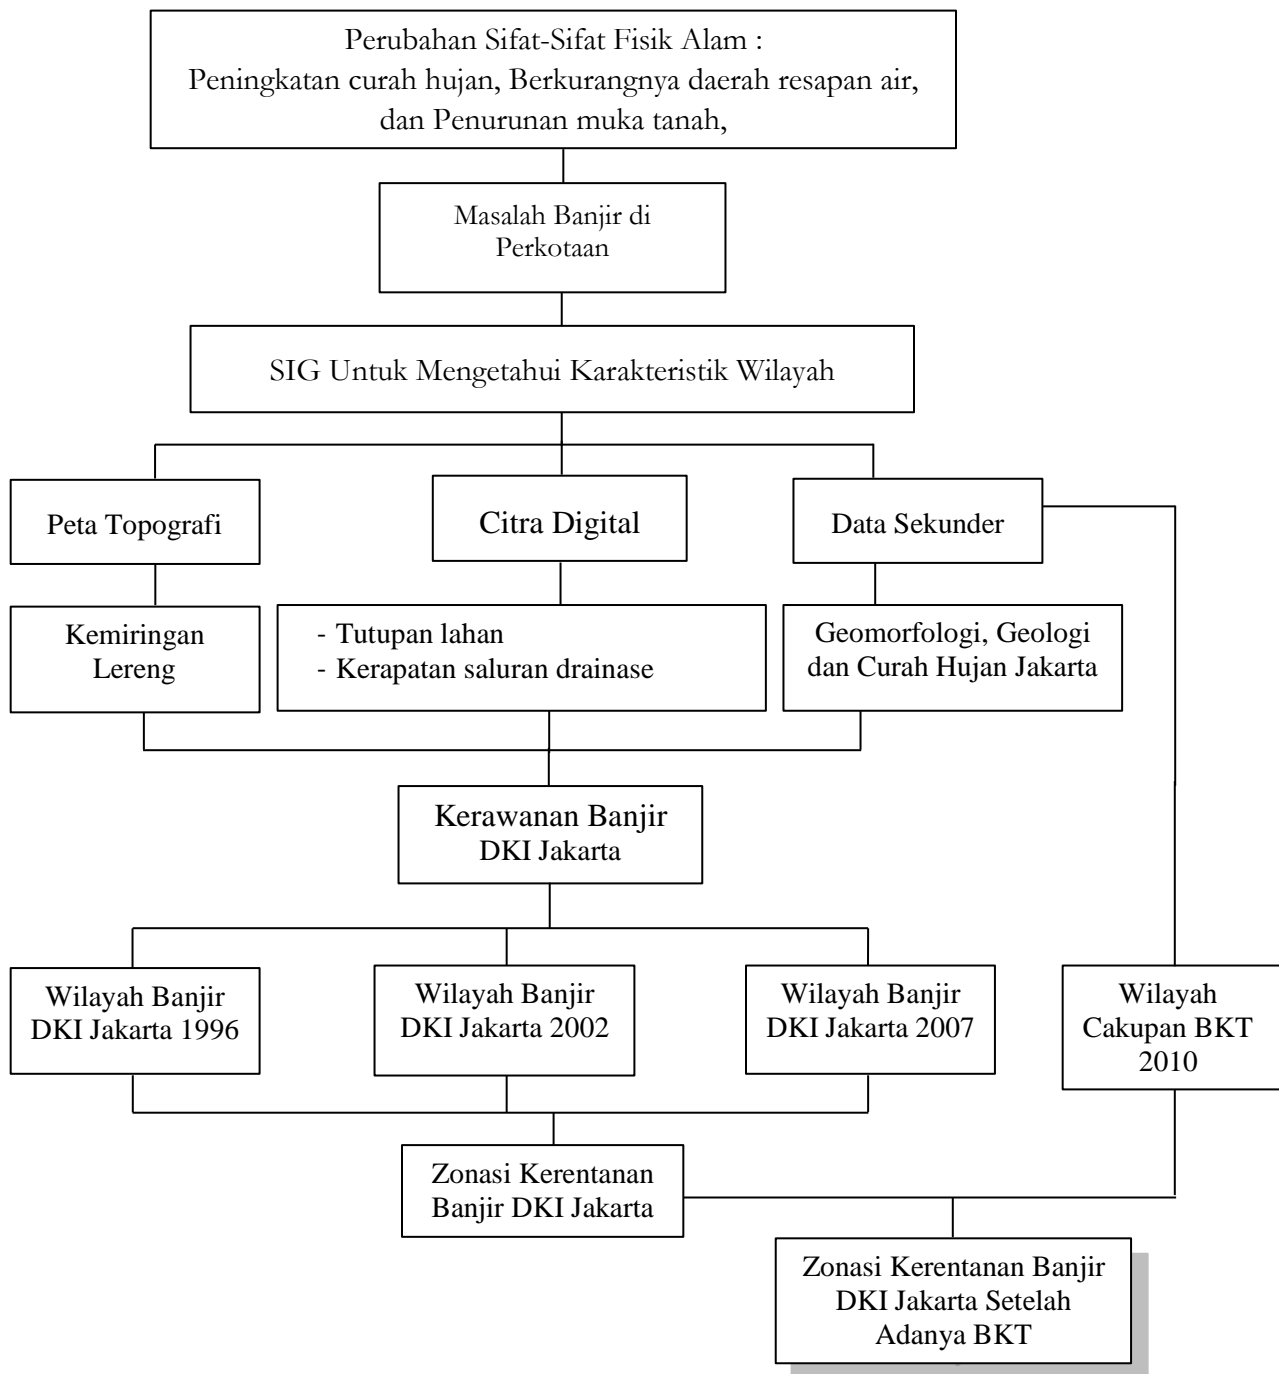 Perubahan Sifat-Sifat Fisik Alam :
Peningkatan curah hujan, Berkurangnya daerah resapan air,
dan Penurunan muka tanah,
Masalah Banjir di
Perkotaan
SIG Untuk Mengetahui Karakteristik Wilayah
Peta Topografi
Citra Digital
Data Sekunder
Kemiringan
Lereng
- Tutupan lahan
- Kerapatan saluran drainase
Geomorfologi, Geologi
dan Curah Hujan Jakarta
Kerawanan Banjir
DKI Jakarta
Wilayah Banjir
DKI Jakarta 1996
Wilayah Banjir
DKI Jakarta 2002
Wilayah Banjir
DKI Jakarta 2007
Wilayah
Cakupan BKT
2010
Zonasi Kerentanan
Banjir DKI Jakarta
Zonasi Kerentanan Banjir
DKI Jakarta Setelah
Adanya BKT